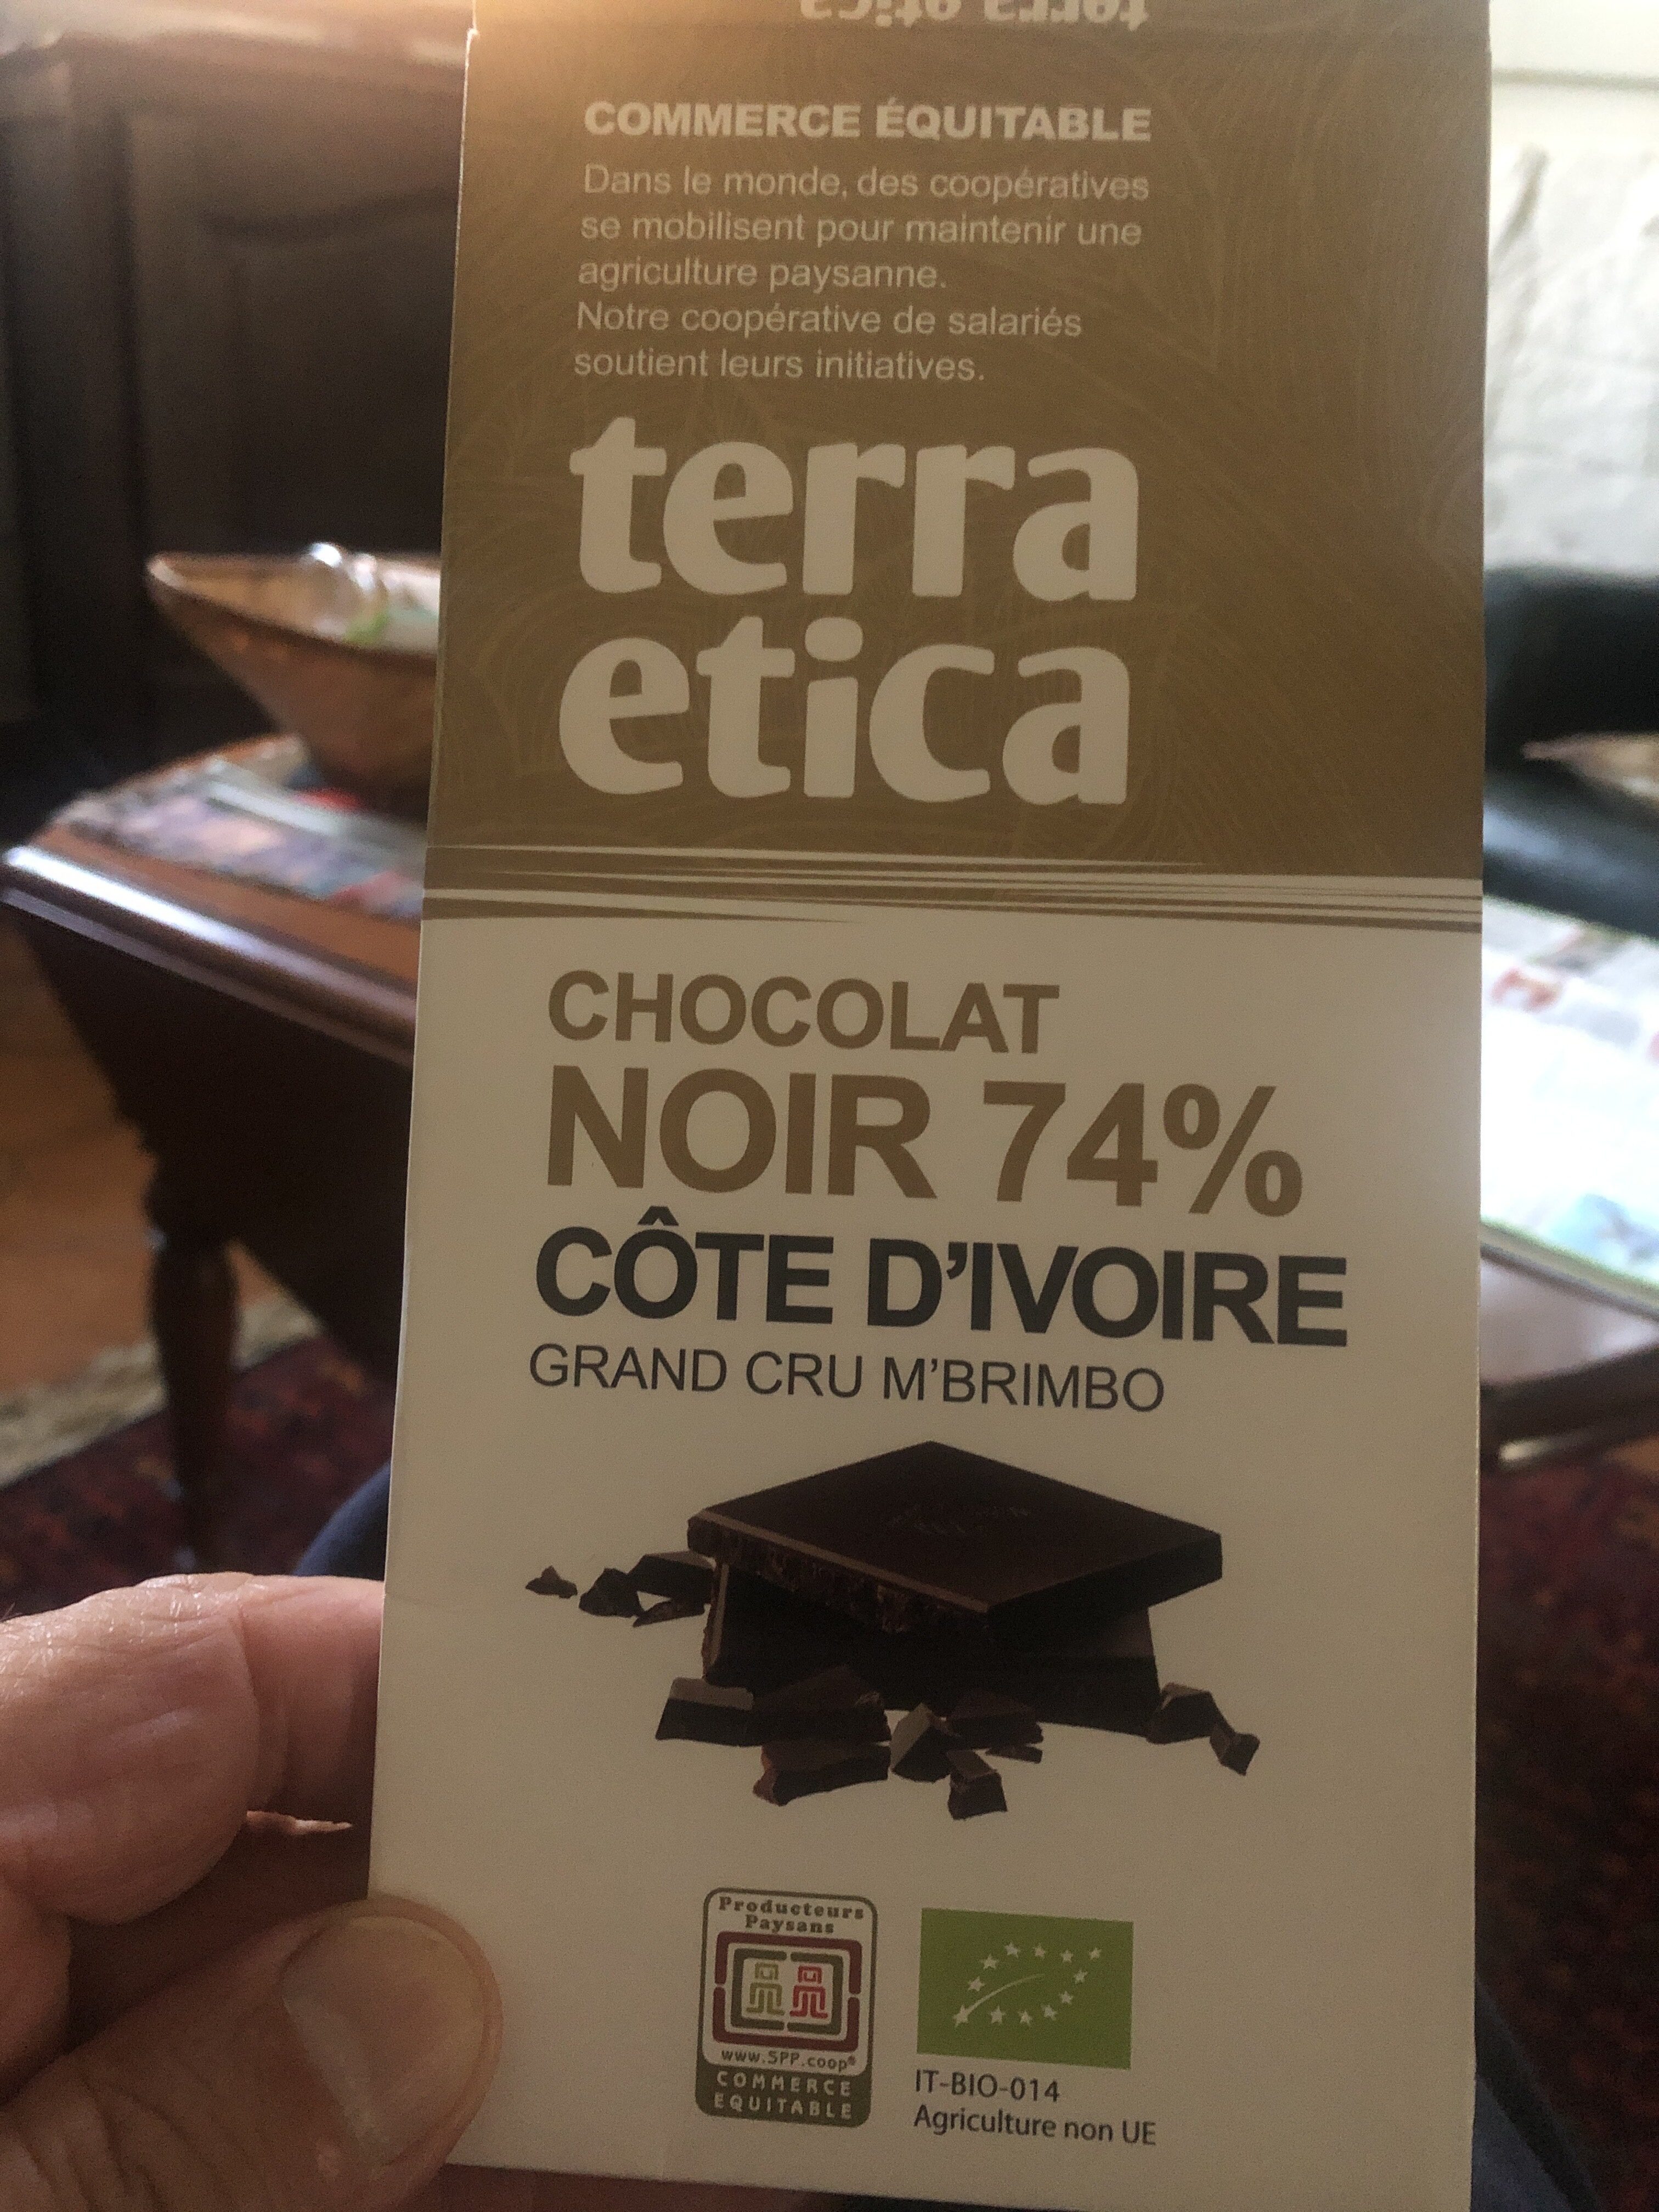 terra etica
COMMERCE ÉQUITABLE
Dans le monde, des coopératives
se mobilisent pour maintenir une
agriculture paysanne.
Notre coopérative de salariés
soutient leurs initiatives.
terra
etica
CHOCOLAT
NOIR 74%
CÔTE D'IVOIRE
GRAND CRU M'BRIMBO
Producteurs
Paysans
www.SPP.coop®
COMMERCE
EQUITABLE
IT-BIO-014
Agriculture non UE